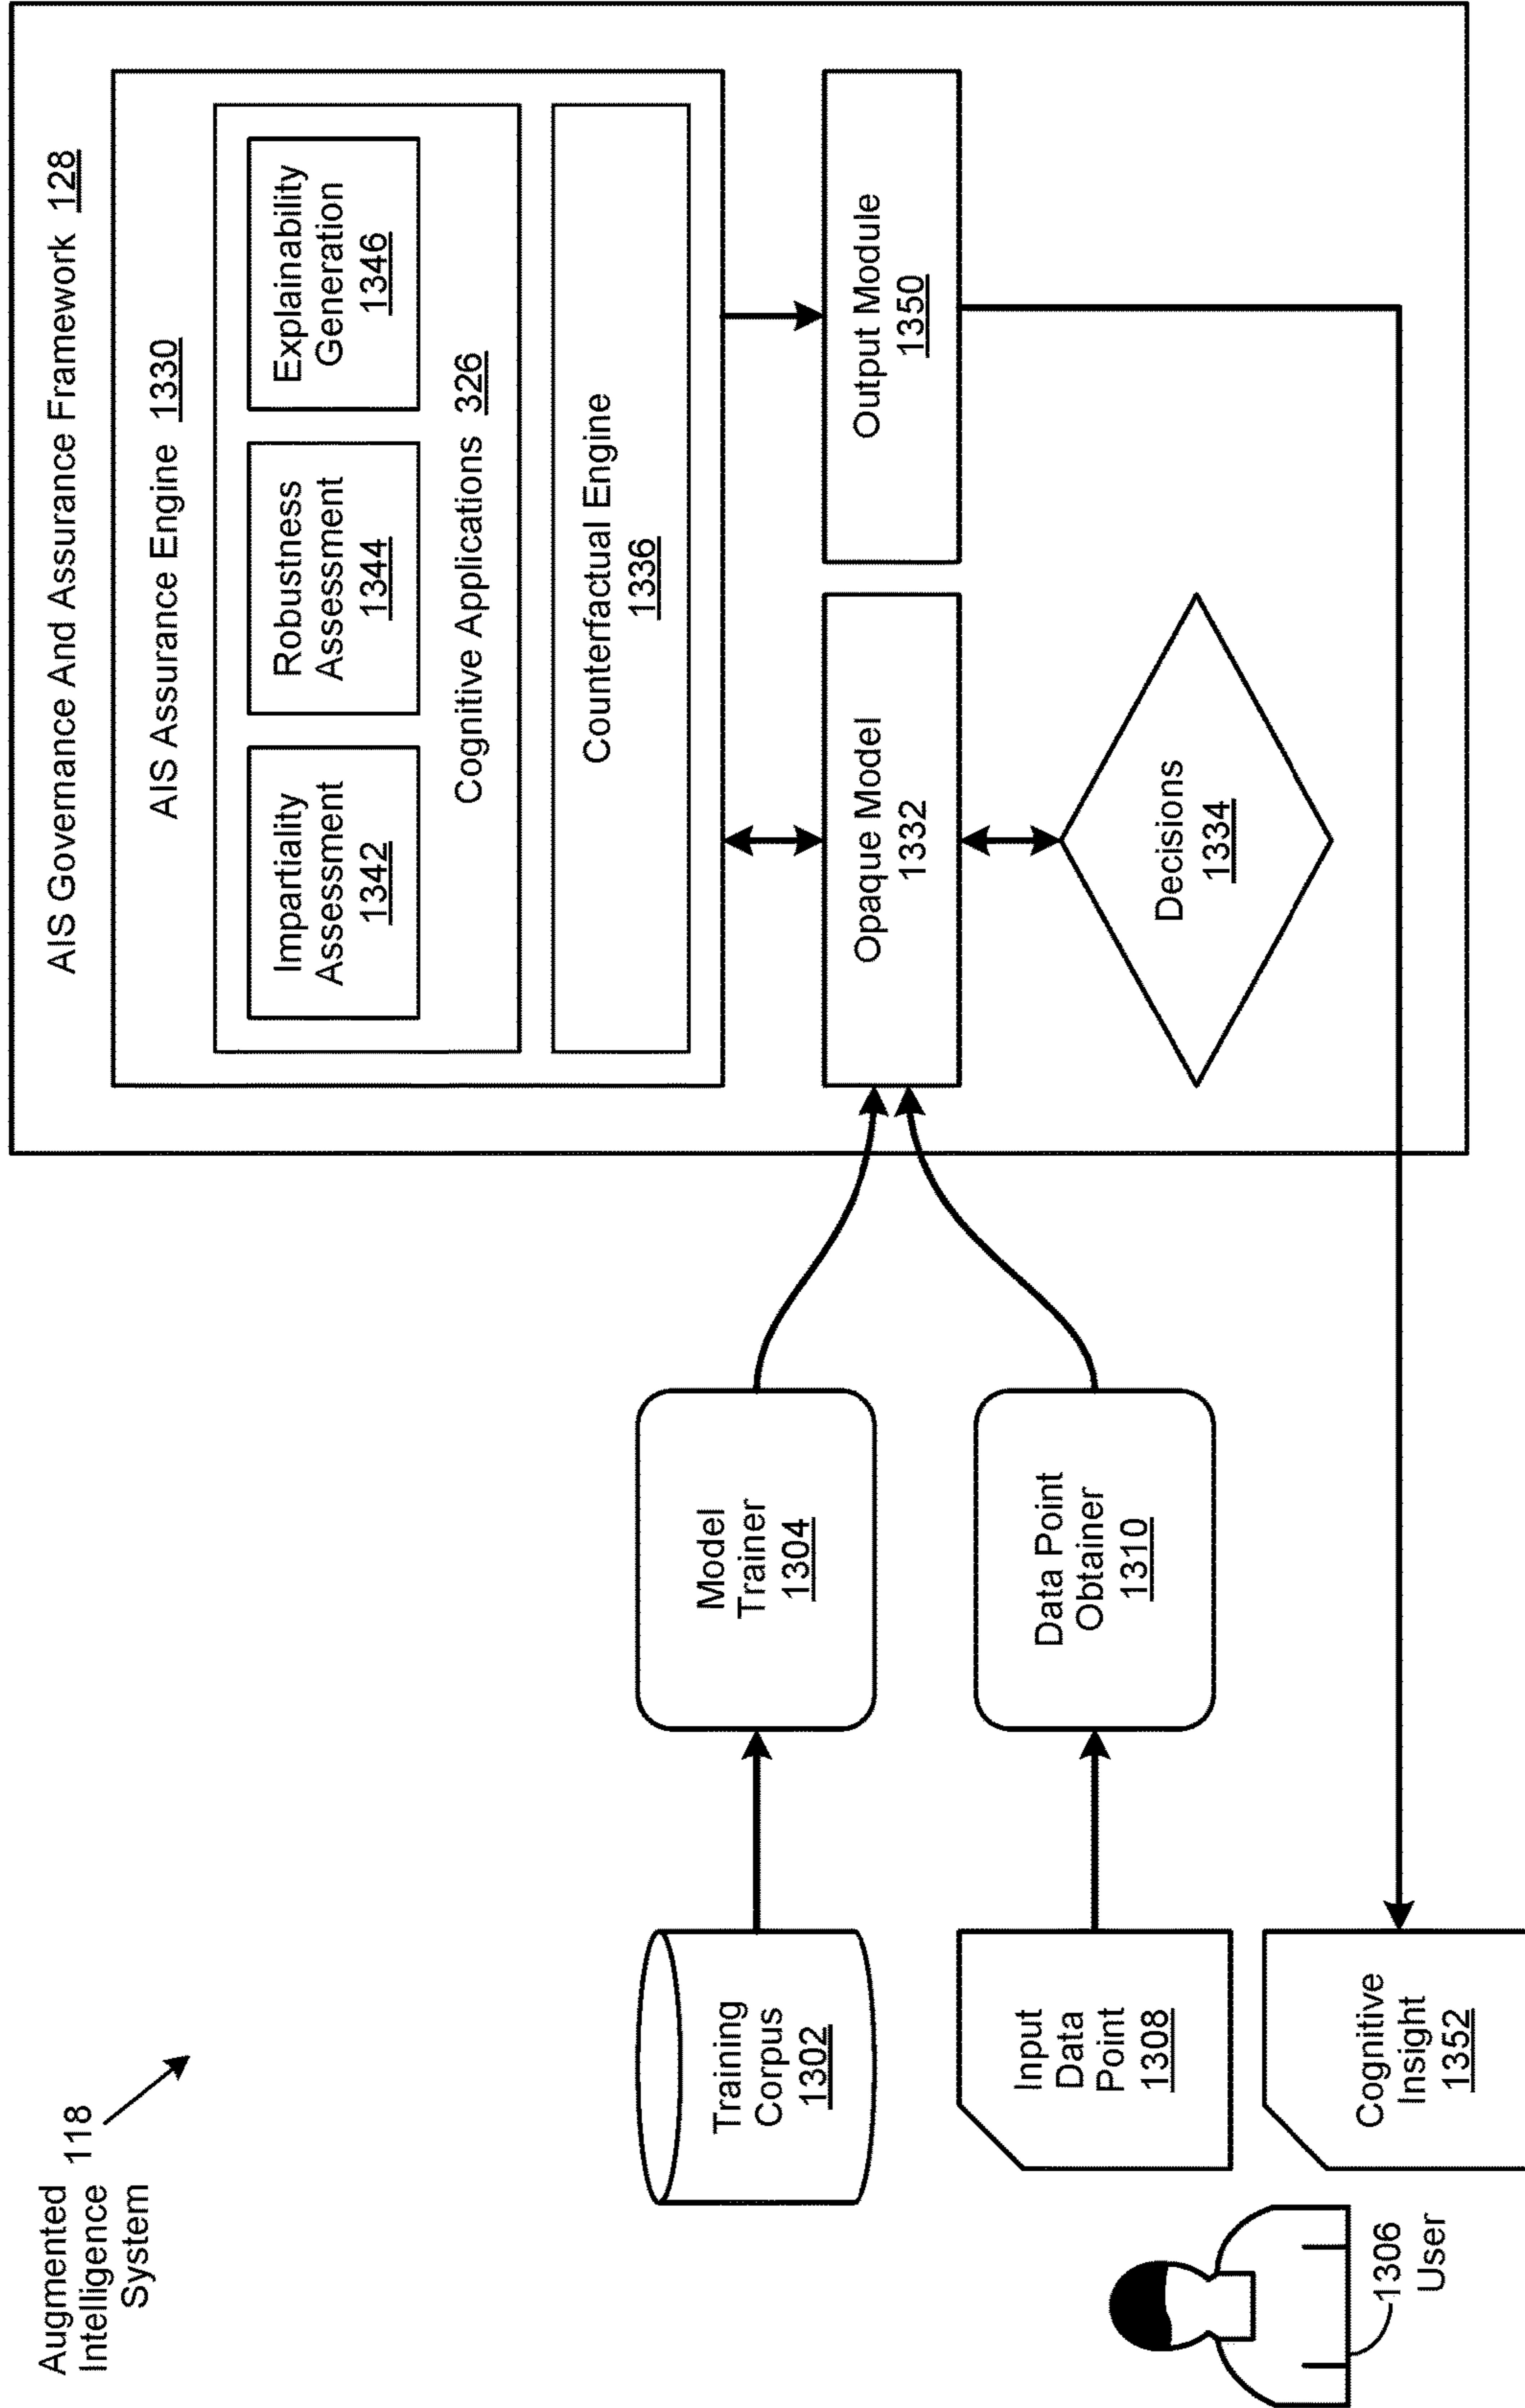 Augmented
Intelligence 118
System
AIS Governance And Assurance Framework 128
AIS Assurance Engine 1330
Impartiality
Assessment
1342
Robustness
Assessment
1344
Explainability
Generation
1346
Cognitive Applications 326
Counterfactual Engine
1336
Training
Corpus
1302
Model
Trainer
1304
Opaque Model
1332
Output Module
1350
Input
Data
Point
1308
Data Point
Obtainer
1310
Decisions
1334
Cognitive
Insight
1352
1306
User